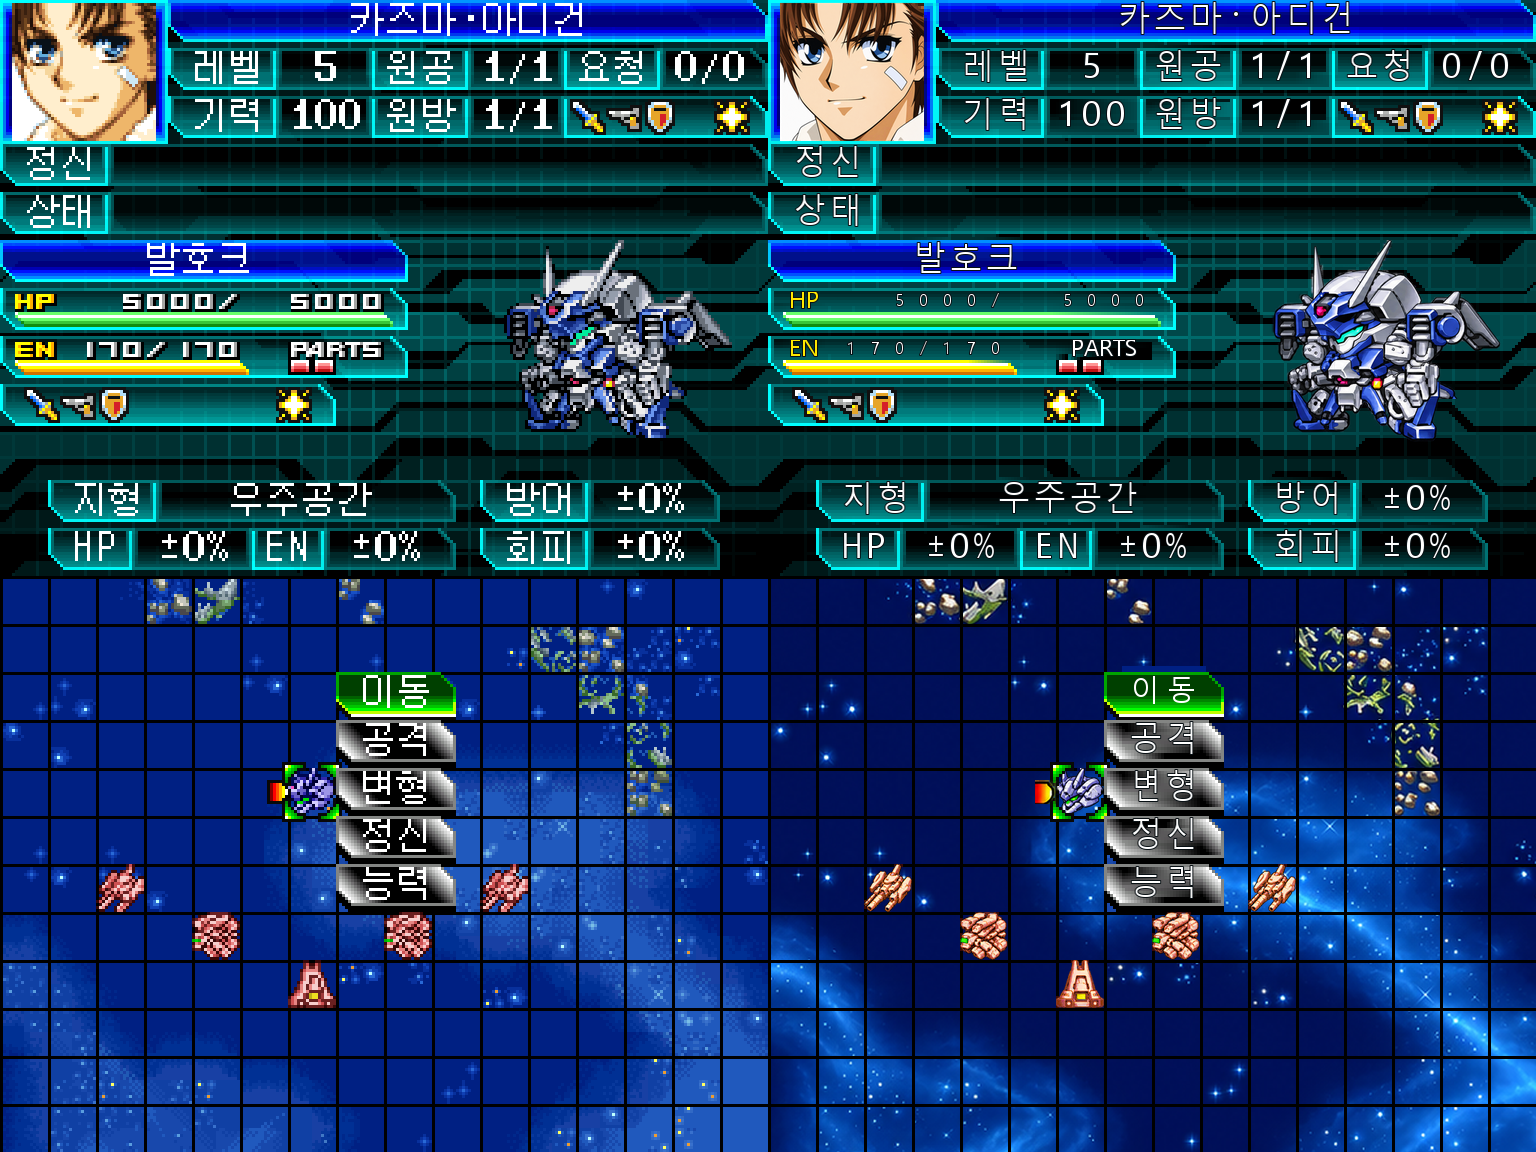 카즈마·아디건
레벨 5 원공 1/1 요청 0/0
기력 100 원방 1/1
정신
상태
발호크
HP 5000/ 5000
EN 170/170 PARTS
지형 우주공간 방어 ±0%
HP ±0% EN ±0% 회피 ±0%
이동
공격
변형
정신
능력
카즈마·아디건
레벨 5 원공 1/1 요청 0/0
기력 100 원방 1/1
정신
상태
발호크
HP 5000/ 5000
EN 170/170 PARTS
지형 우주공간 방어 ±0%
HP ±0% EN ±0% 회피 ±0%
이동
공격
변형
정신
능력